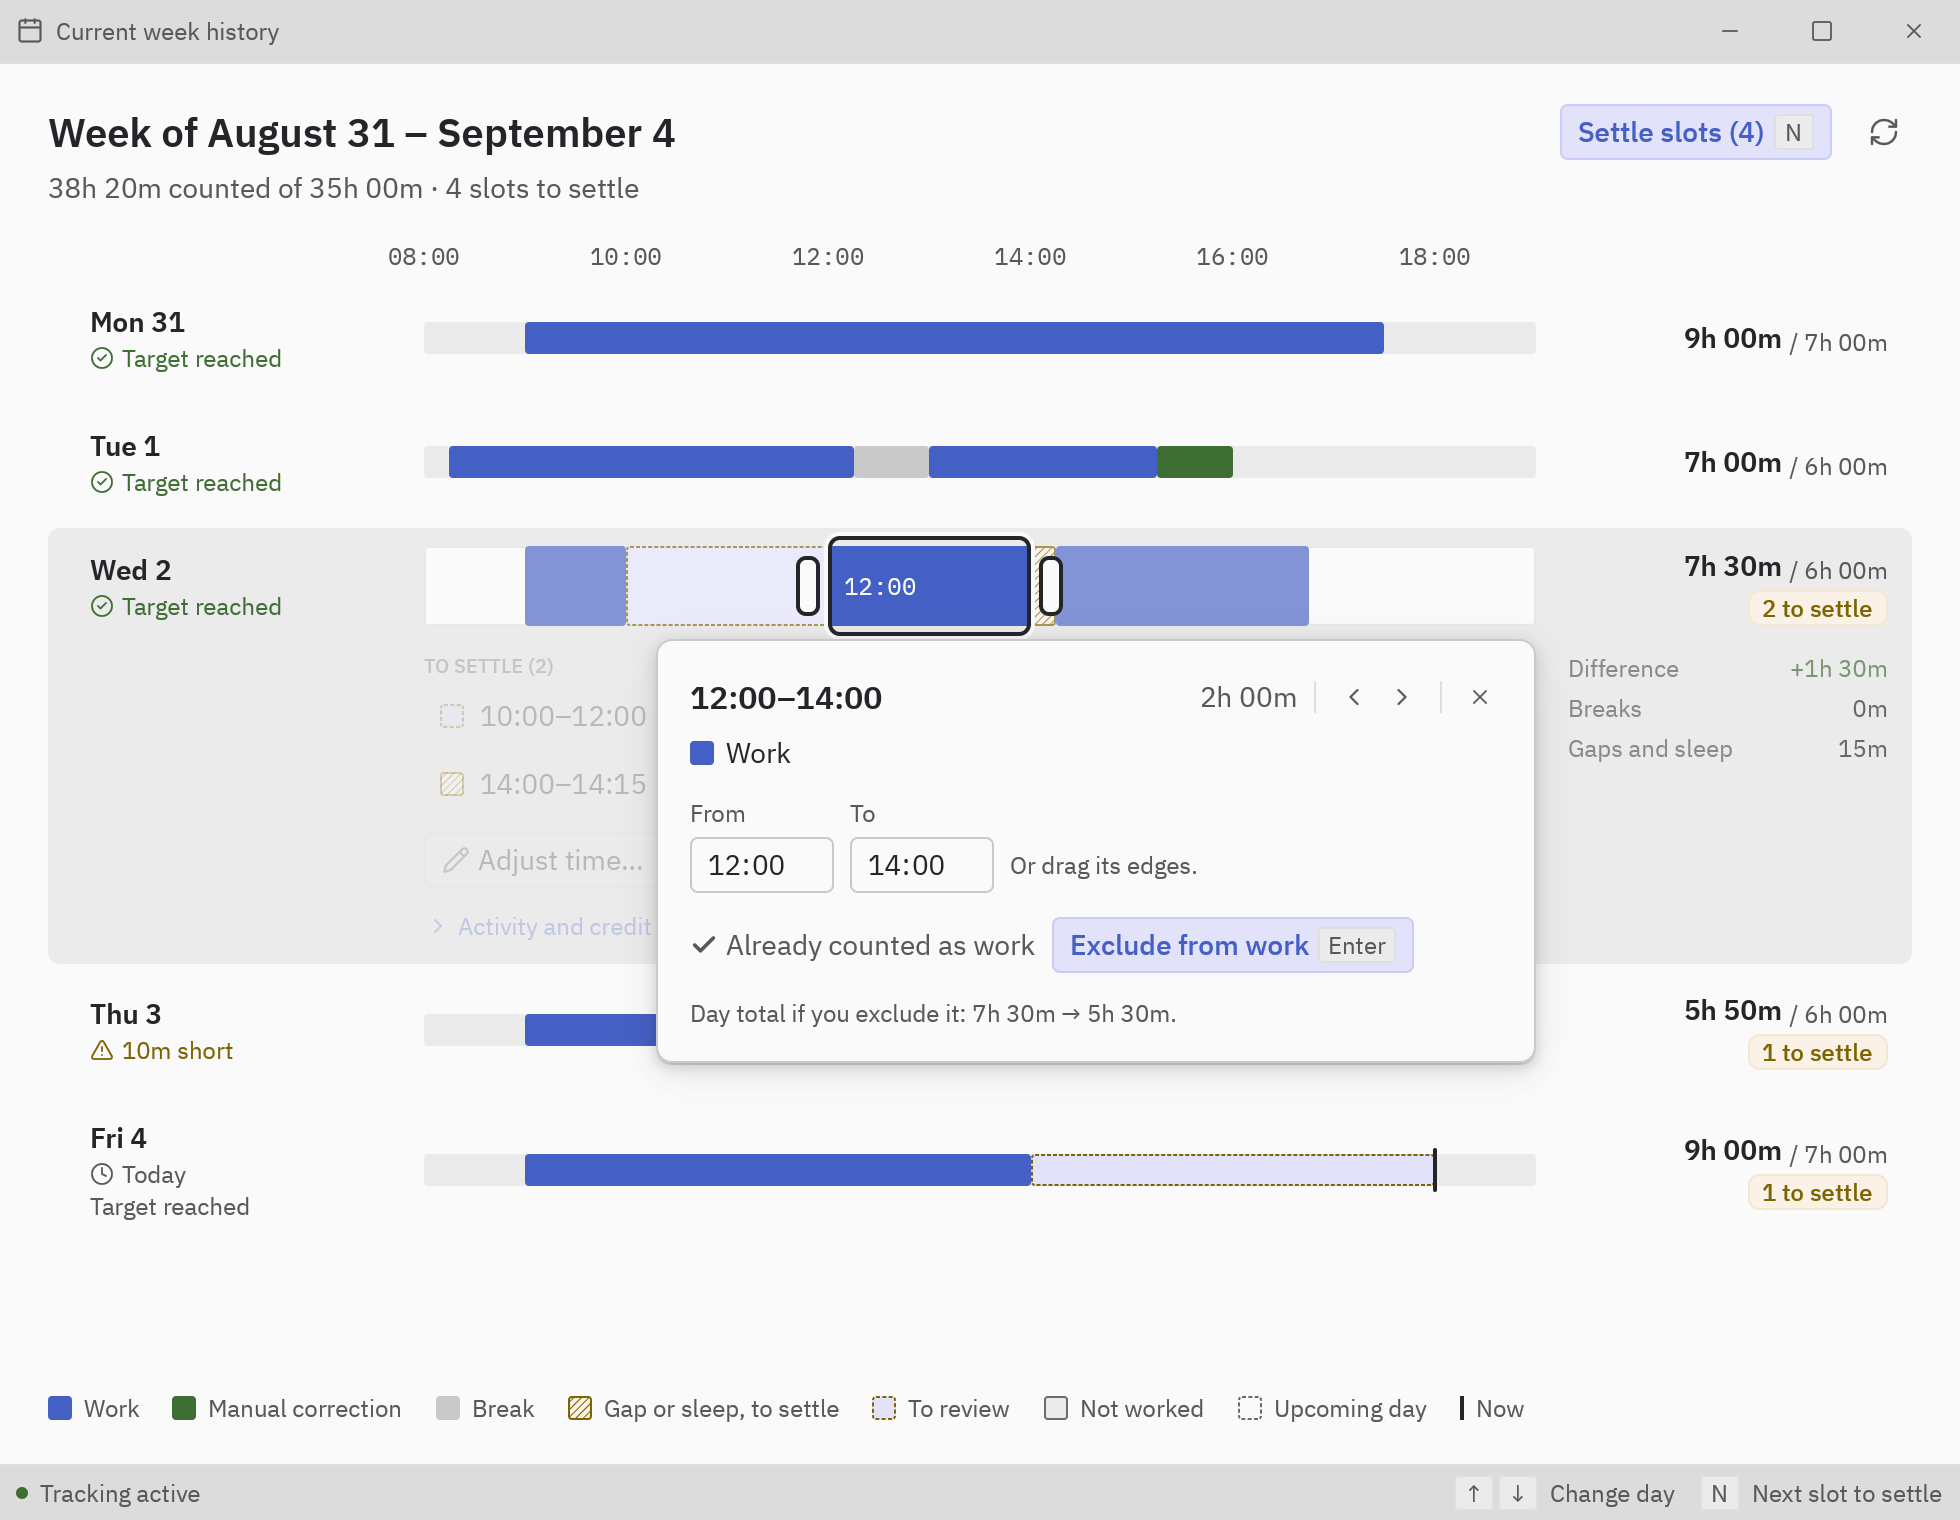 Current week history
Week of August 31 – September 4
Settle slots (4) N
38h 20m counted of 35h 00m · 4 slots to settle
08:00 10:00 12:00 14:00 16:00 18:00
Mon 31
Target reached
9h 00m / 7h 00m
Tue 1
Target reached
7h 00m / 6h 00m
Wed 2
Target reached
12:00
7h 30m / 6h 00m
2 to settle
TO SETTLE (2)
10:00–12:00
14:00–14:15
Adjust time...
Activity and credit
Difference +1h 30m
Breaks 0m
Gaps and sleep 15m
12:00–14:00 2h 00m
Work
From To
12:00 14:00 Or drag its edges.
Already counted as work Exclude from work Enter
Day total if you exclude it: 7h 30m → 5h 30m.
Thu 3
10m short
5h 50m / 6h 00m
1 to settle
Fri 4
Today
Target reached
9h 00m / 7h 00m
1 to settle
Work Manual correction Break Gap or sleep, to settle To review Not worked Upcoming day Now
Tracking active
↑ ↓ Change day N Next slot to settle